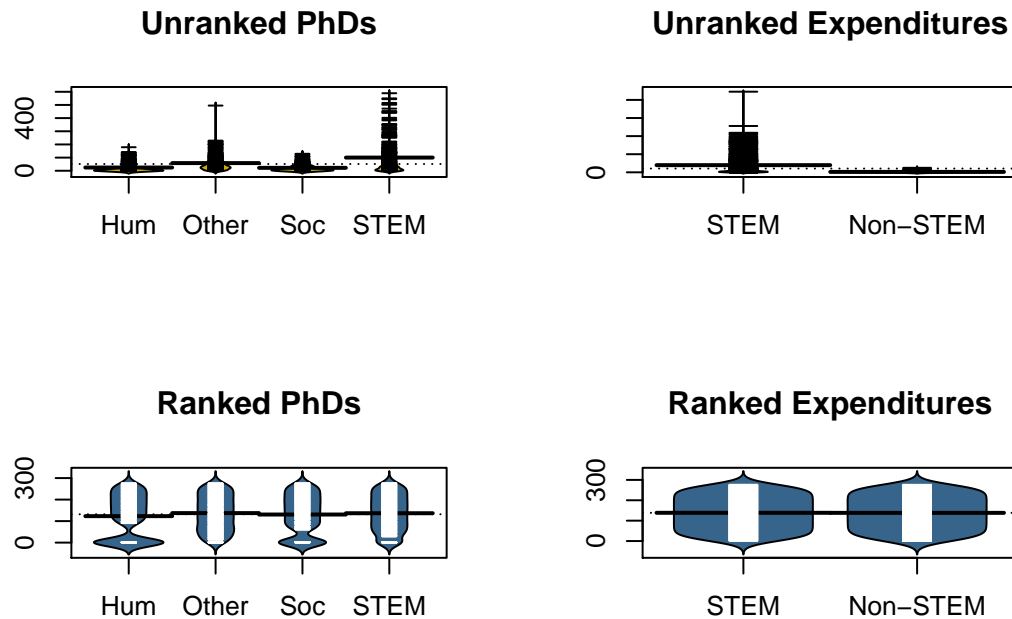 Unranked PhDs
400
0
Hum Other Soc STEM
Unranked Expenditures
0
STEM Non−STEM
Ranked PhDs
300
0
Hum Other Soc STEM
Ranked Expenditures
300
0
STEM Non−STEM